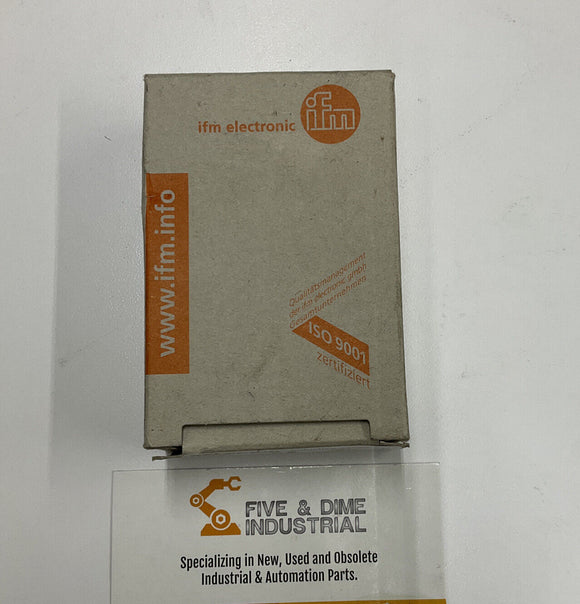 ifm electronic
ifm
www.ifm.info
Qualitätsmanagement
der ifm electronic gmbh
Gesamtunternehmen
ISO 9001
zertifiziert
FIVE & DIME
INDUSTRIAL
Specializing in New, Used and Obsolete
Industrial & Automation Parts.